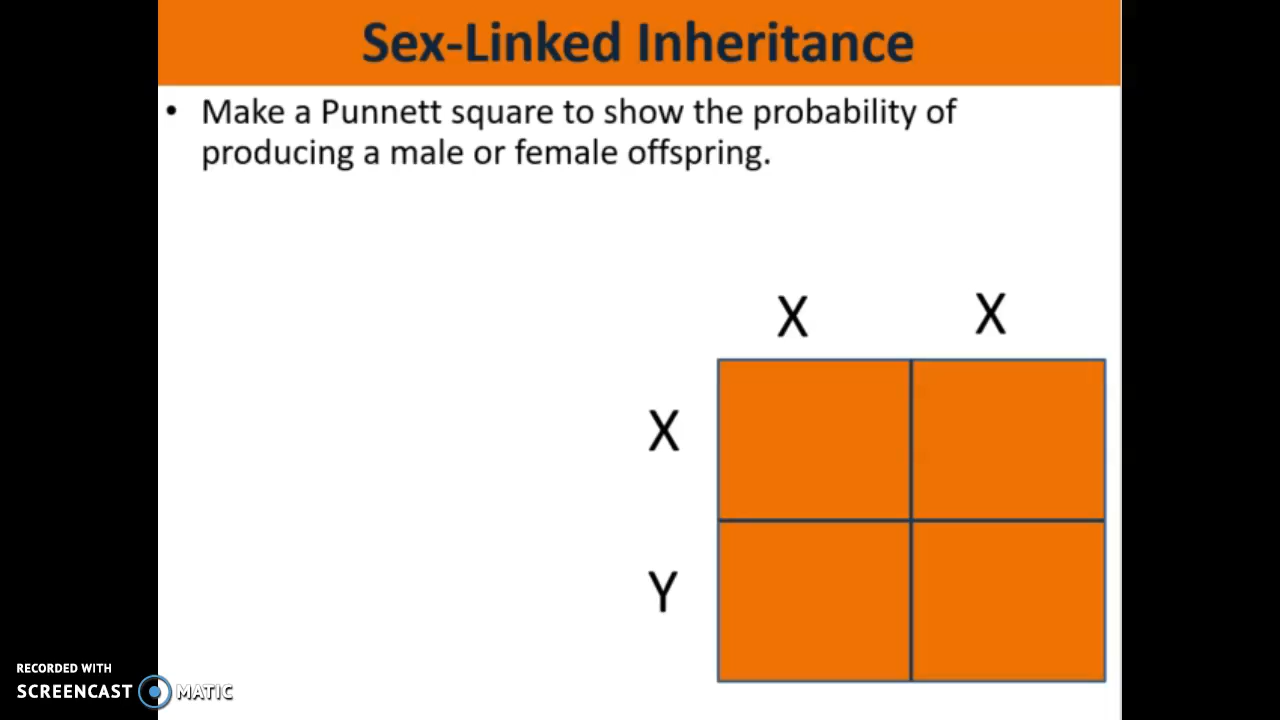 Sex-Linked Inheritance
• Make a Punnett square to show the probability of
producing a male or female offspring.
X X
X
Y
RECORDED WITH
SCREENCAST MATIC